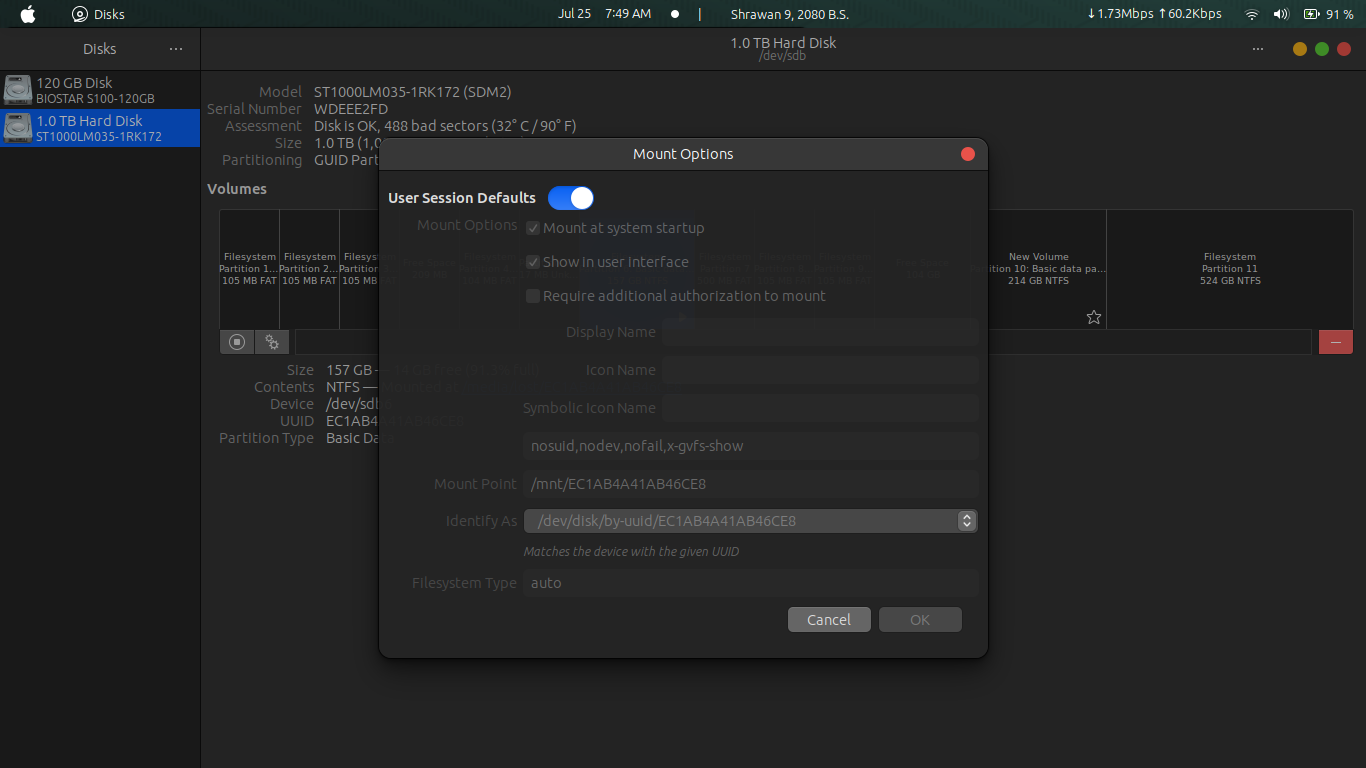 Disks
Jul 25 7:49 AM
|
Shrawan 9, 2080 B.S.
↓1.73Mbps ↑60.2Kbps
91 %
Disks
1.0 TB Hard Disk
/dev/sdb
120 GB Disk
BIOSTAR S100-120GB
1.0 TB Hard Disk
ST1000LM035-1RK172
Model ST1000LM035-1RK172 (SDM2)
Serial Number WDEEE2FD
Assessment Disk is OK, 488 bad sectors (32° C / 90° F)
Size 1.0 TB (1,0
Partitioning GUID Part
Volumes
Filesystem
Partition 1...
105 MB FAT
Filesystem
Partition 2...
105 MB FAT
Filesystem
Partition
105 MB FAT
New Volume
Partition 10: Basic data pa...
214 GB NTFS
Filesystem
Partition 11
524 GB NTFS
Size 157 GB
Contents NTFS —
Device /dev/sdb
UUID EC1AB4A41AB46CE8
Partition Type Basic Data
Mount Options
User Session Defaults
Mount Options
Mount at system startup
Show in user interface
Require additional authorization to mount
Display Name
Icon Name
Symbolic Icon Name
nosuid,nodev,nofail,x-gvfs-show
Mount Point /mnt/EC1AB4A41AB46CE8
Identify As /dev/disk/by-uuid/EC1AB4A41AB46CE8
Matches the device with the given UUID
Filesystem Type auto
Cancel
OK